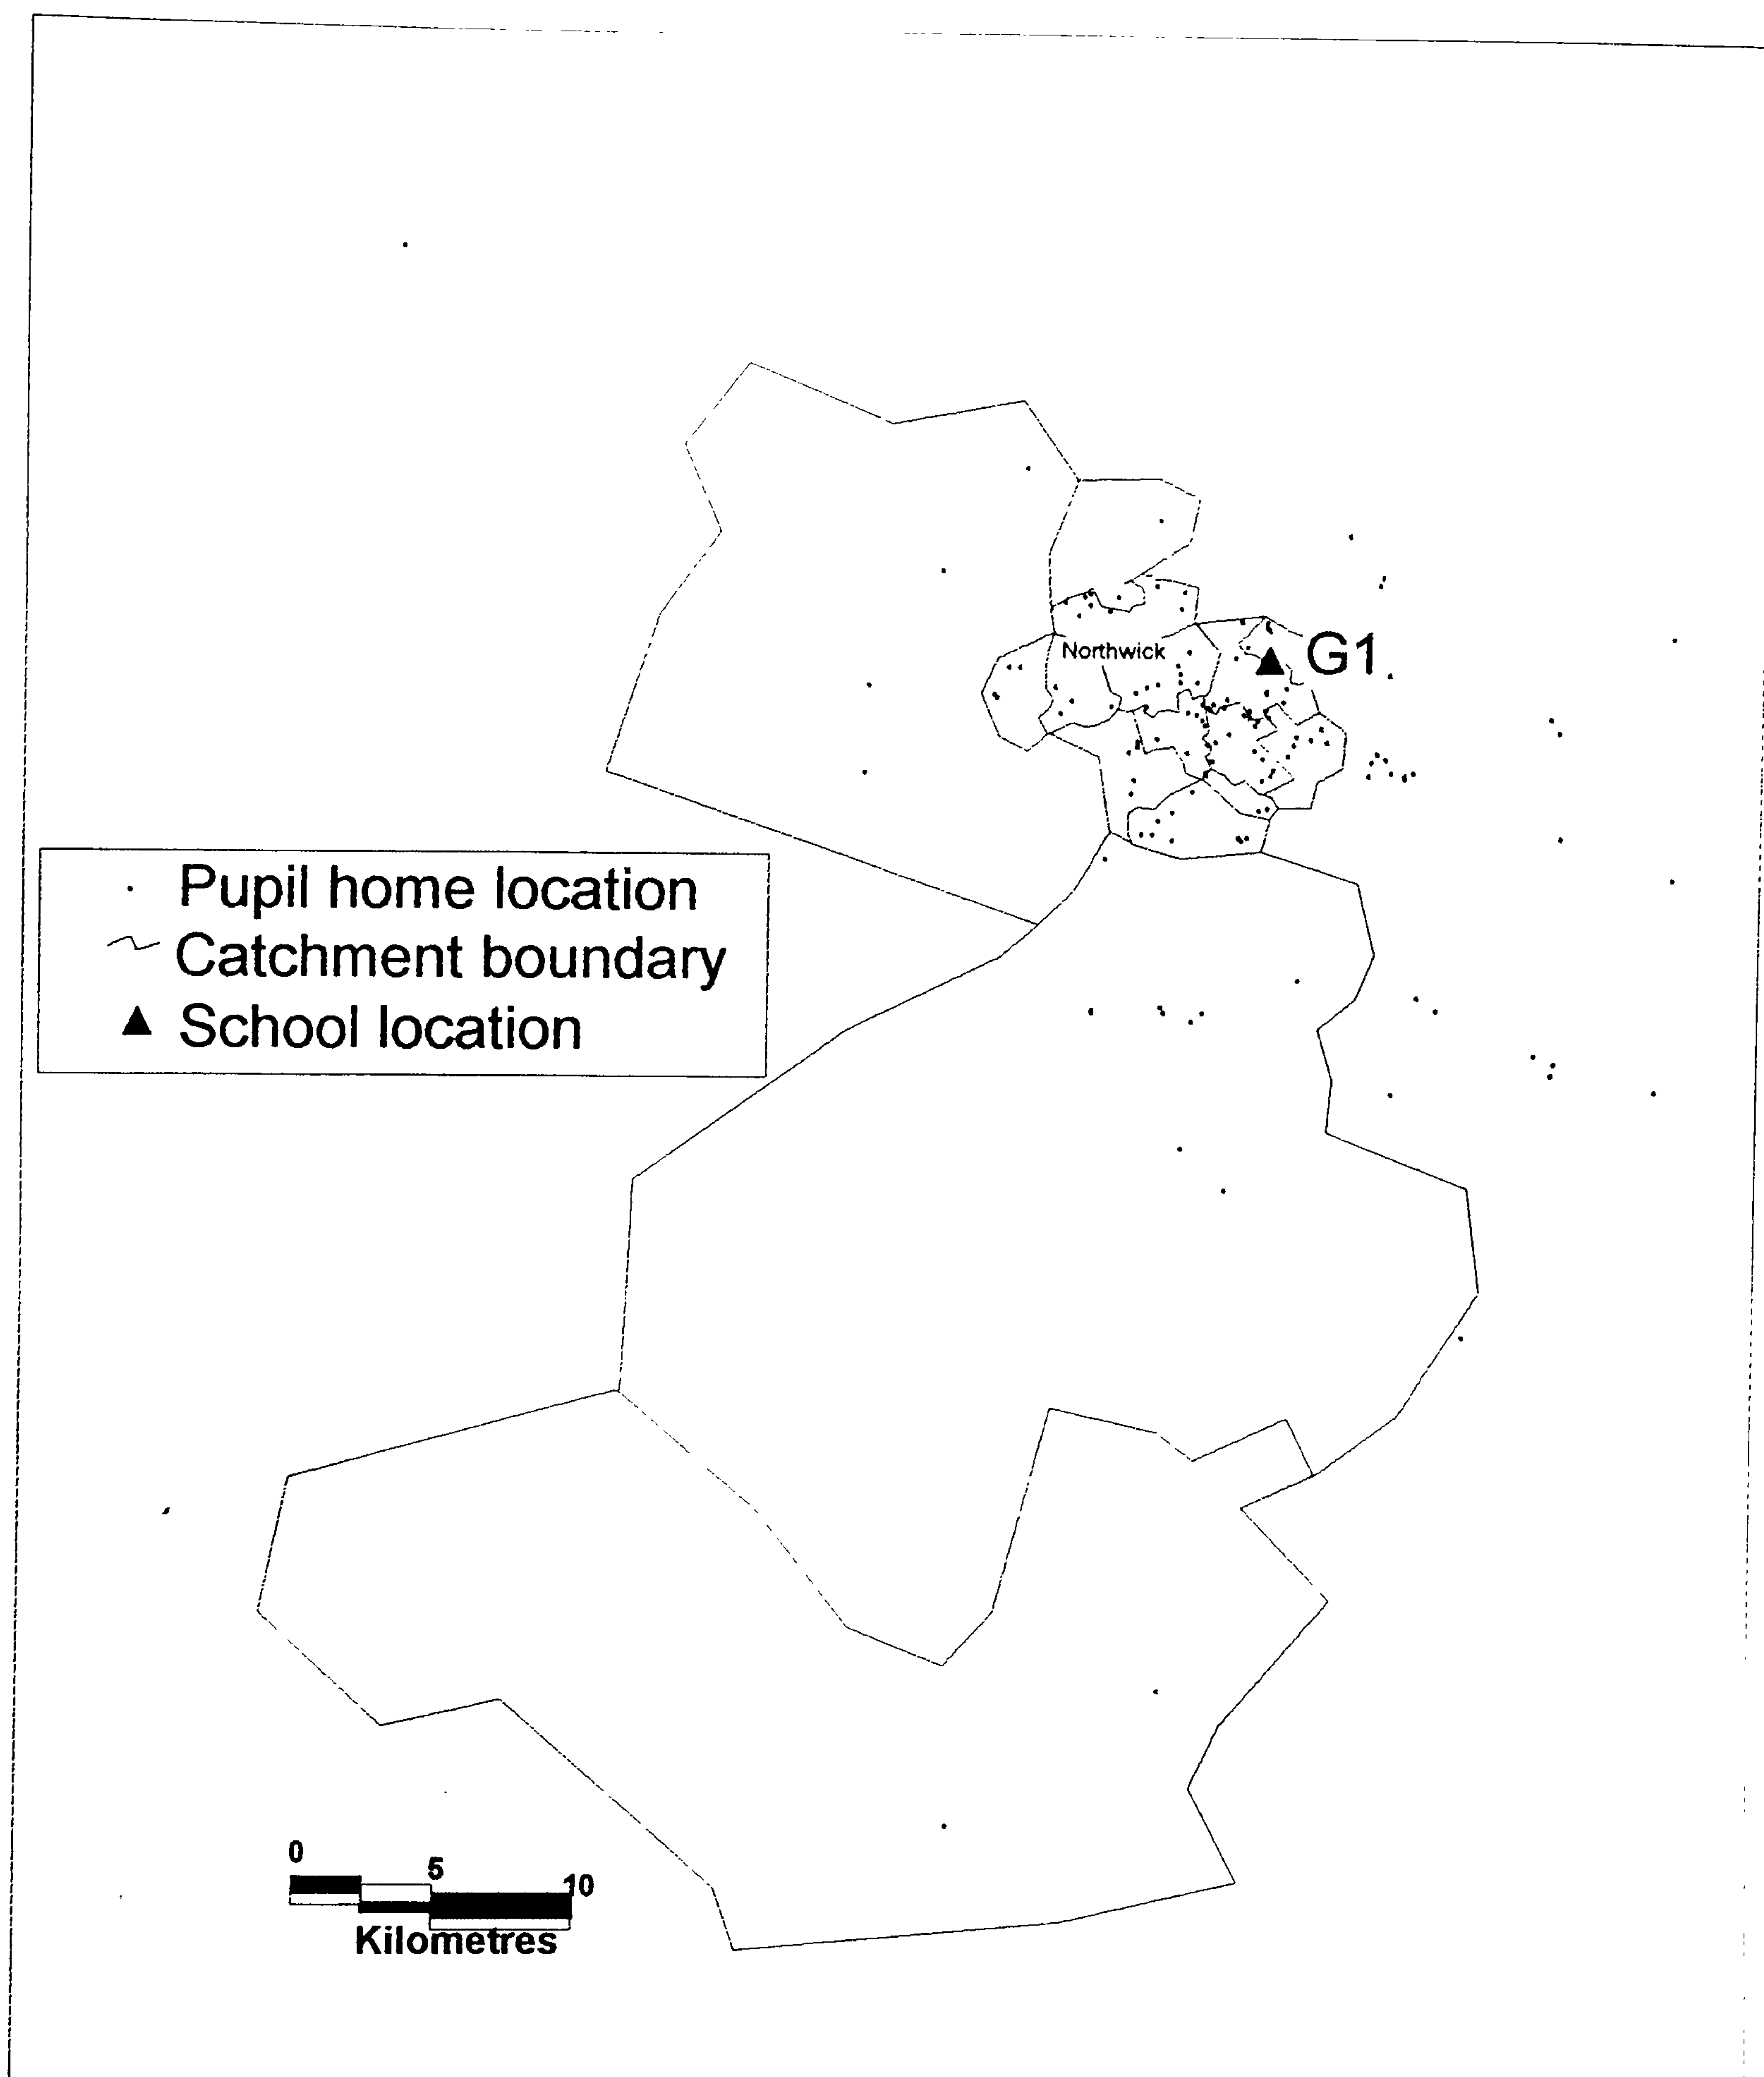 Northwick
G1
Pupil home location
Catchment boundary
School location
0
5
10
Kilometres